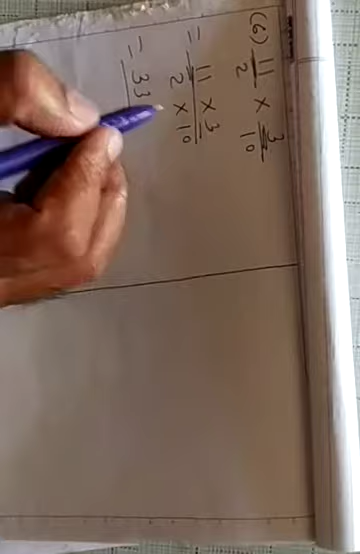 (6) 11/2 × 3/10
= 11 × 3 / 2 × 10
= 33